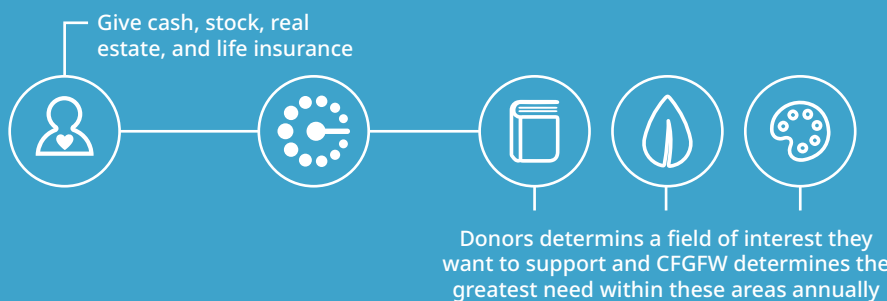 Give cash, stock, real
estate, and life insurance
Donors determins a field of interest they
want to support and CFGFW determines the
greatest need within these areas annually